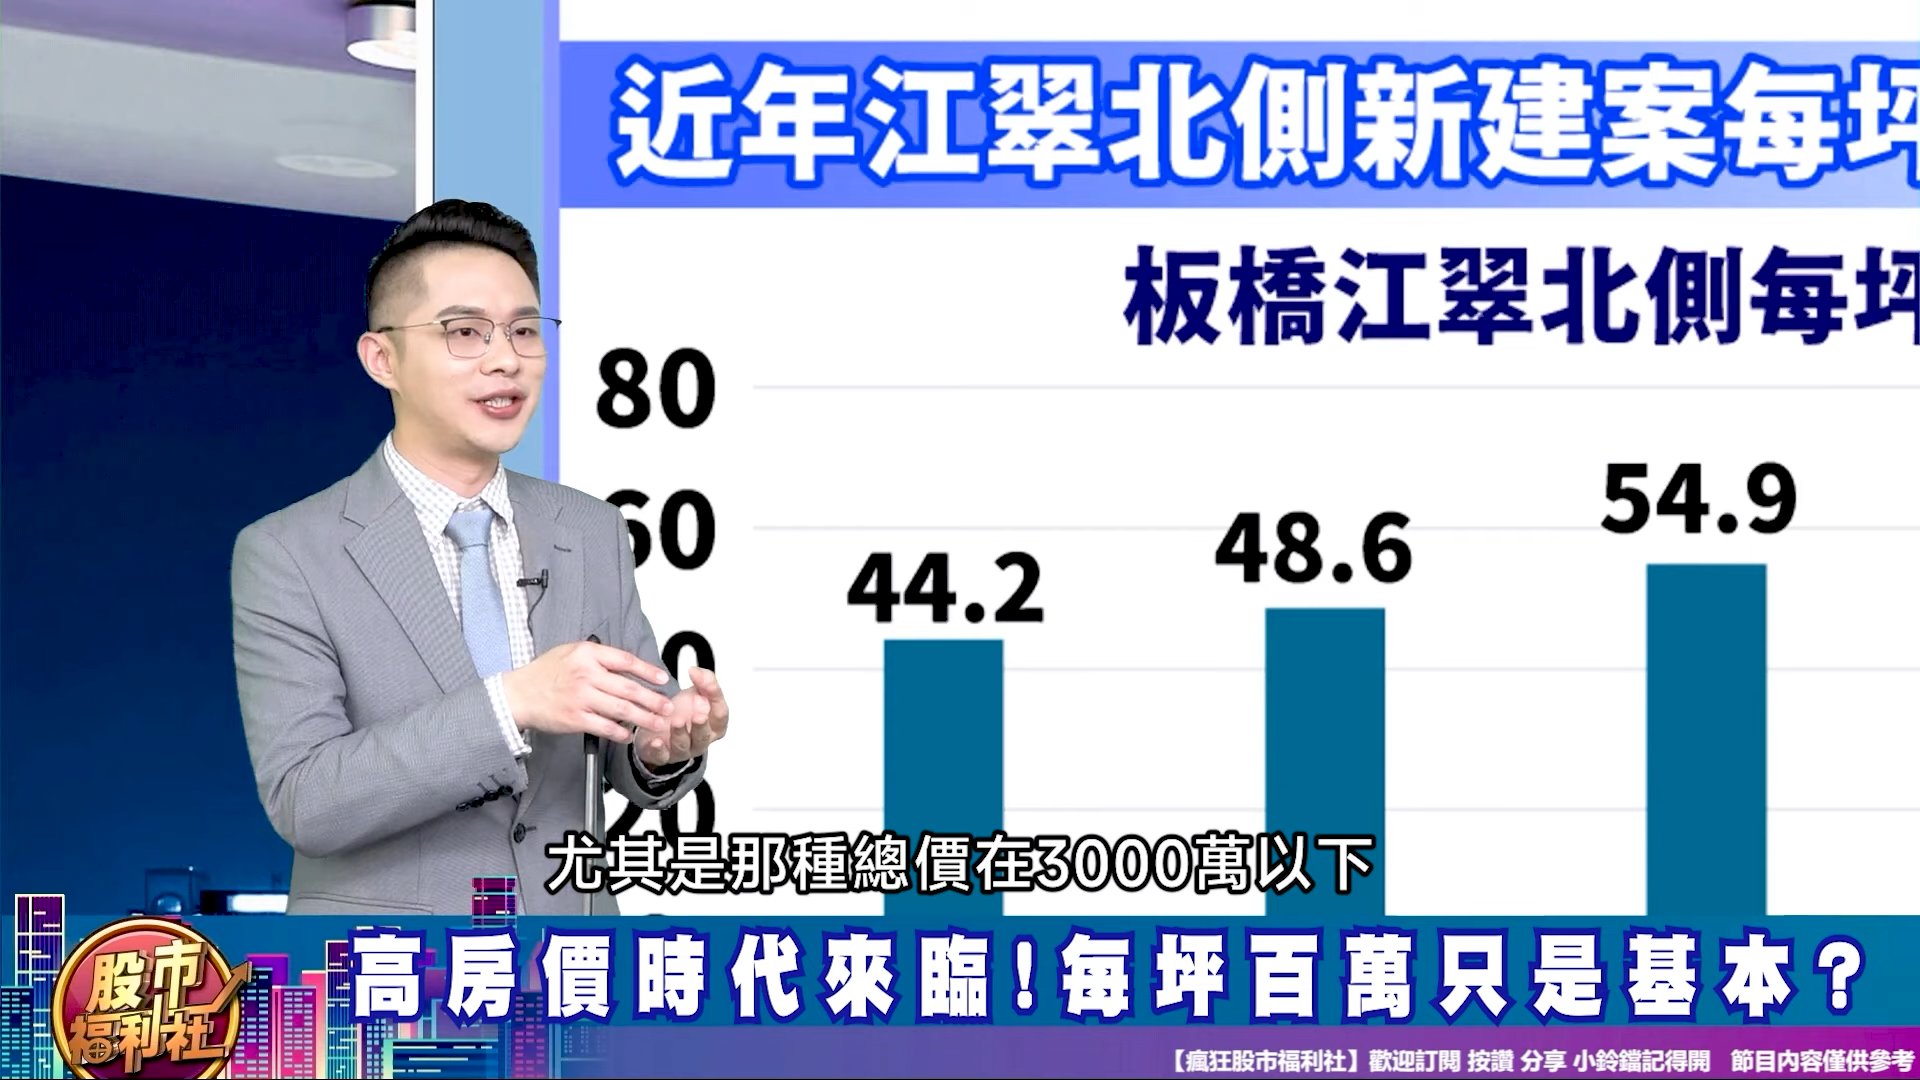 近年江翠北側新建案每坪
板橋江翠北側每坪
80
60
54.9
48.6
44.2
20
尤其是那種總價在3000萬以下
高房價時代來臨!每坪百萬只是基本?
股市
福利社
【瘋狂股市福利社】歡迎訂閱 按讚 分享 小鈴鐺記得開 節目內容僅供參考